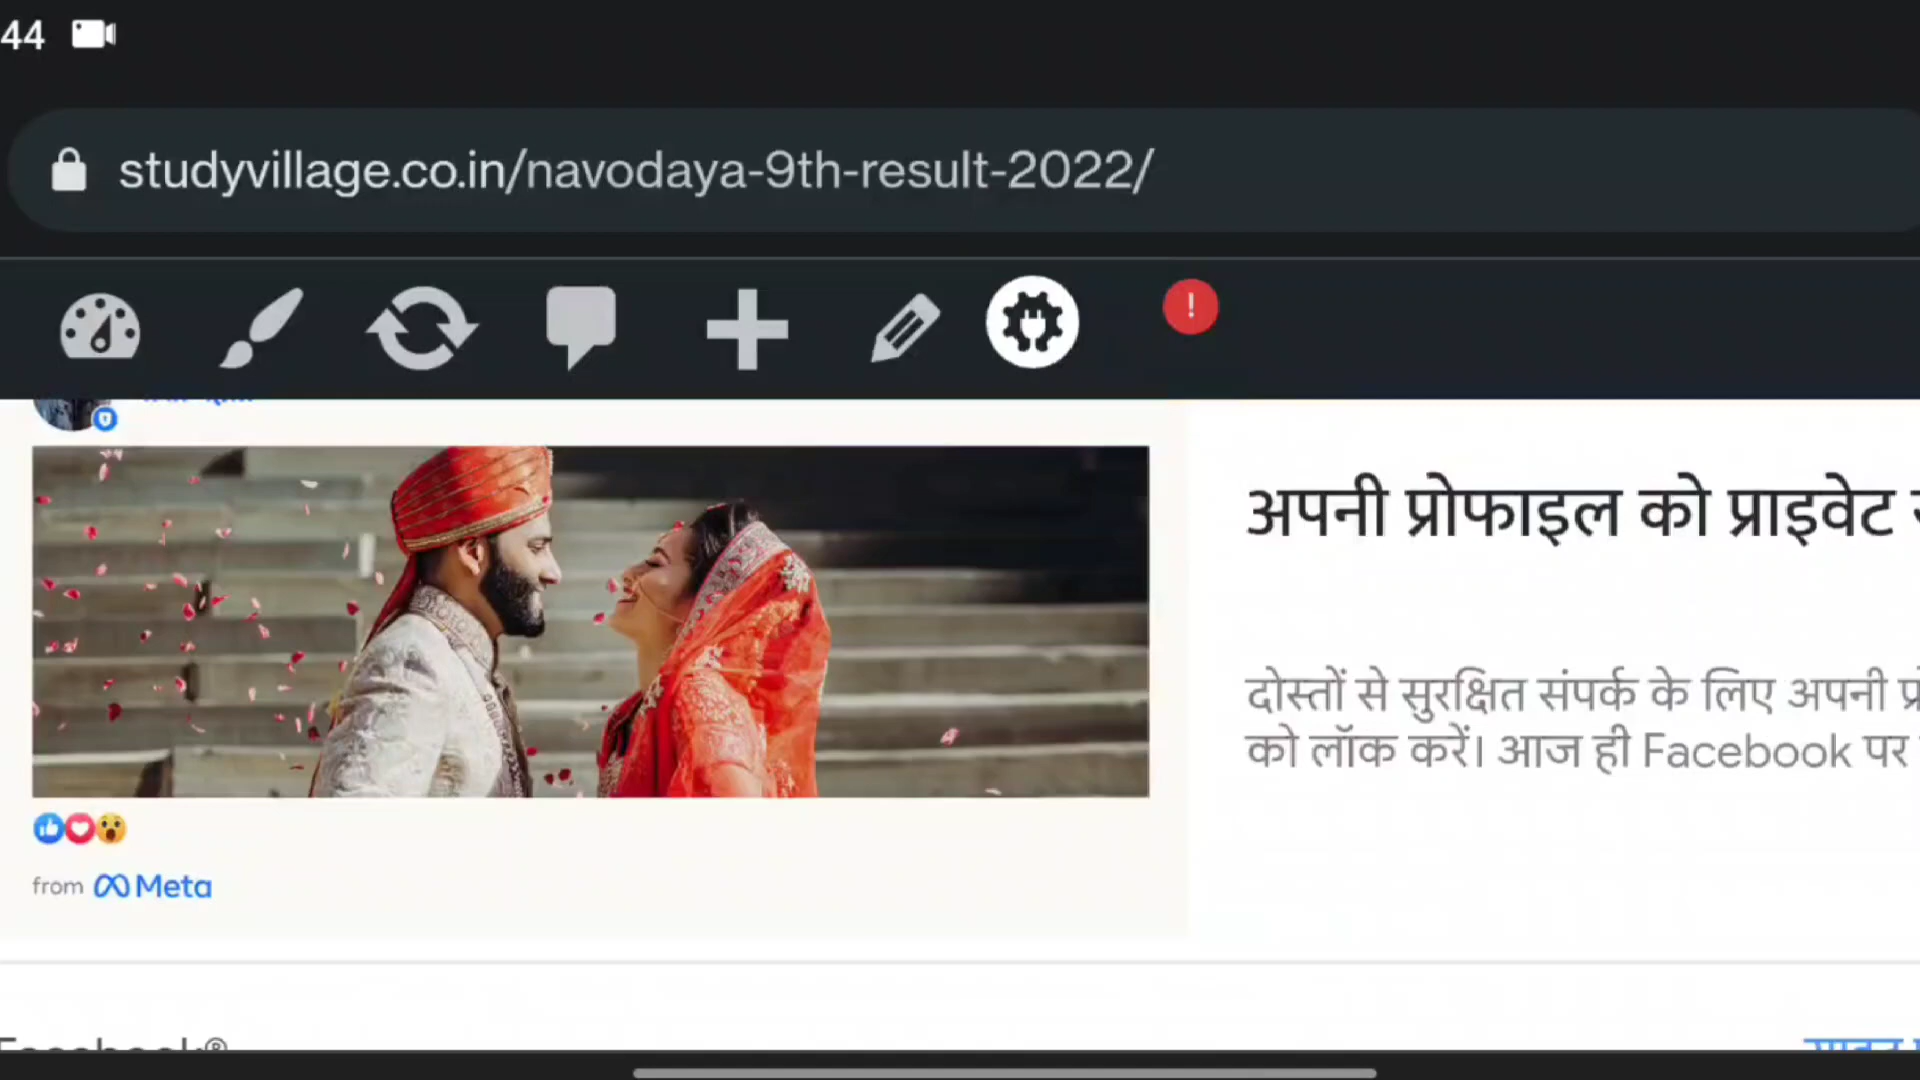 44
studyvillage.co.in/navodaya-9th-result-2022/
!
अपनी प्रोफाइल को प्राइवेट
दोस्तों से सुरक्षित संपर्क के लिए अपनी
को लॉक करें। आज ही Facebook पर
from Meta
Facebook®